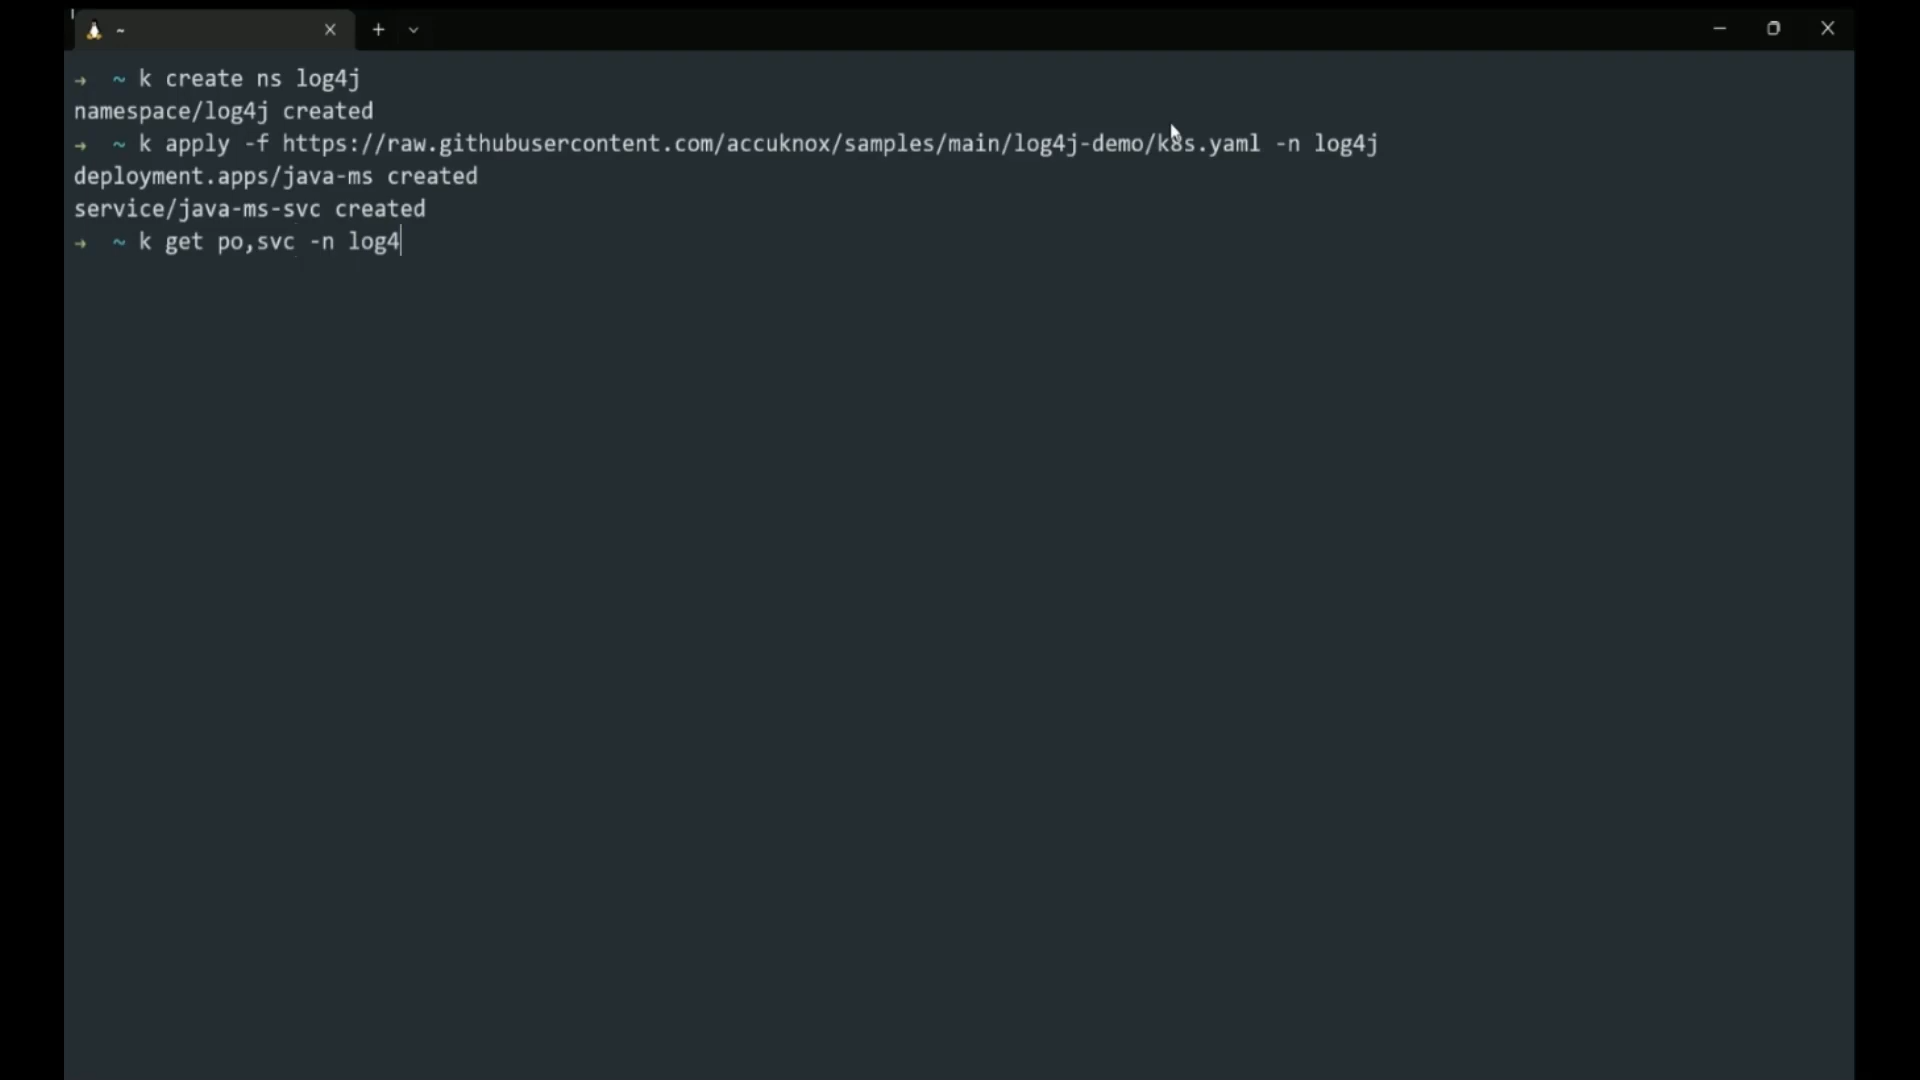 ~
→ ~ k create ns log4j
namespace/log4j created
→ ~ k apply -f https://raw.githubusercontent.com/accuknox/samples/main/log4j-demo/k8s.yaml -n log4j
deployment.apps/java-ms created
service/java-ms-svc created
→ ~ k get po,svc -n log4